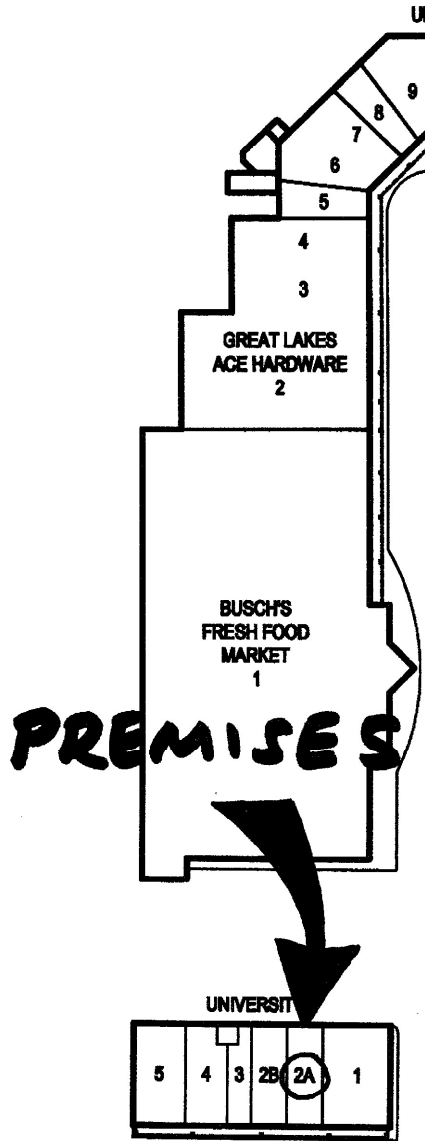 U
9
8
7
6
5
4
3
GREAT LAKES
ACE HARDWARE
2
BUSCH'S
FRESH FOOD
MARKET
1
PREMISES
UNIVERSIT
5 4 3 2B 2A 1